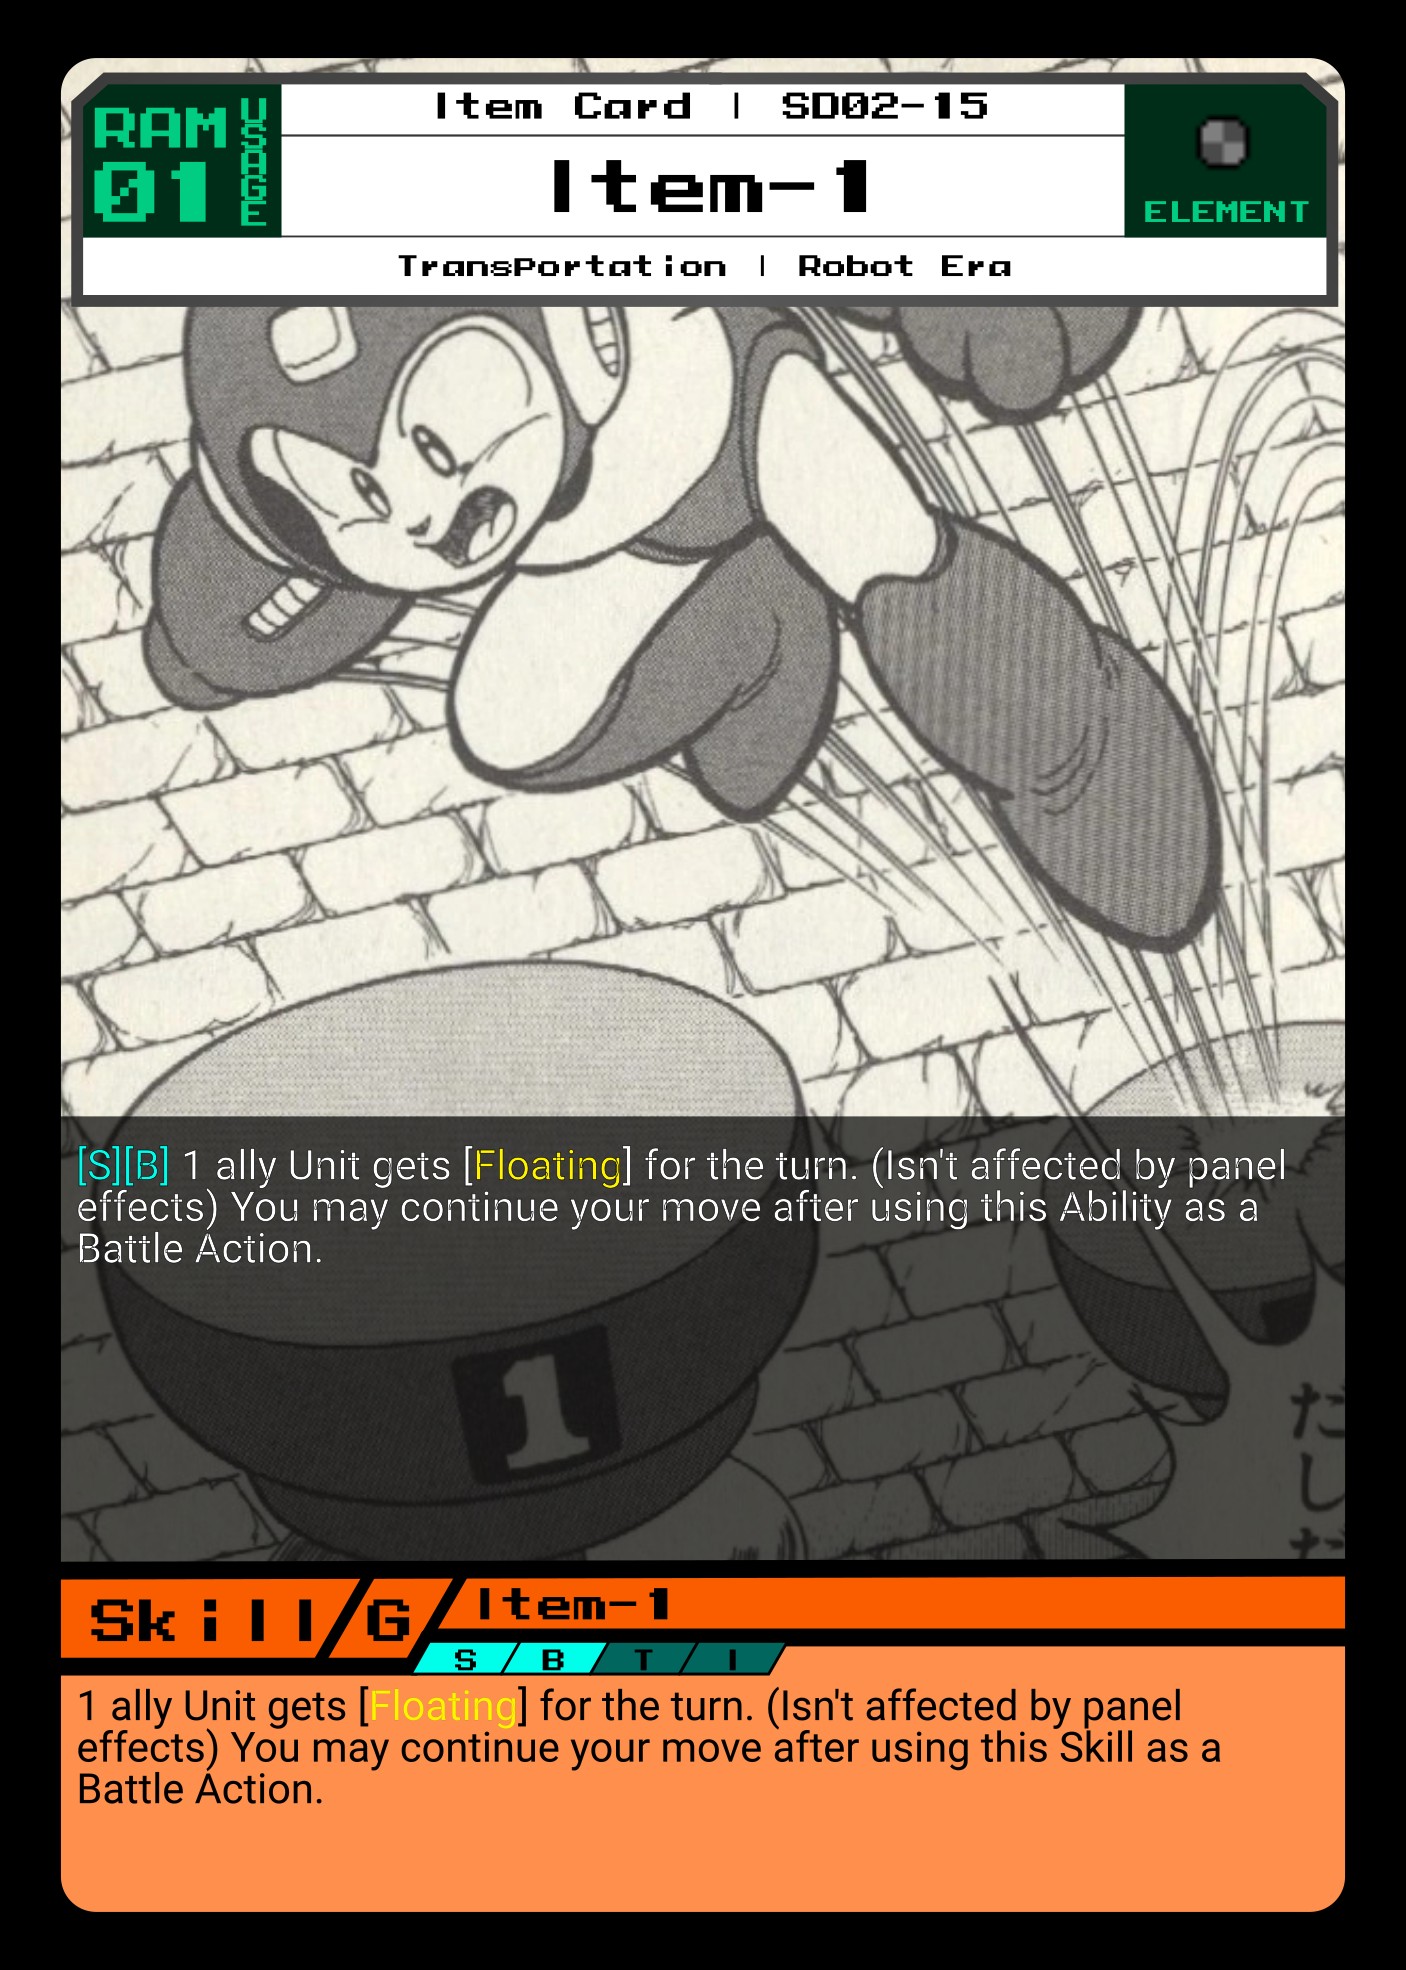 Item Card | SD02-15
RAM 01 USAGE
Item-1
ELEMENT
Transportation | Robot Era
[S][B] 1 ally Unit gets [Floating] for the turn. (Isn't affected by panel
effects) You may continue your move after using this Ability as a
Battle Action.
1
だ
し
だ
Skill/G
Item-1
S B T I
1 ally Unit gets [Floating] for the turn. (Isn't affected by panel
effects) You may continue your move after using this Skill as a
Battle Action.